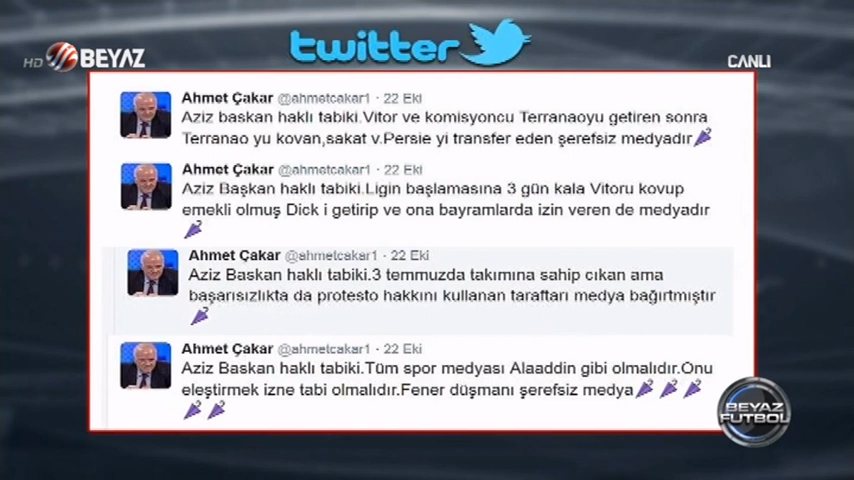 twitter
HD BEYAZ
CANLI
Ahmet Çakar @ahmetcakar1 · 22 Eki
Aziz baskan haklı tabiki.Vitor ve komisyoncu Terranaoyu getiren sonra
Terranao yu kovan,sakat v.Persie yi transfer eden şerefsiz medyadır
Ahmet Çakar @ahmetcakar1 · 22 Eki
Aziz Başkan haklı tabiki.Ligin başlamasına 3 gün kala Vitoru kovup
emekli olmuş Dick i getirip ve ona bayramlarda izin veren de medyadır
Ahmet Çakar @ahmetcakar1 · 22 Eki
Aziz Baskan haklı tabiki.3 temmuzda takımına sahip cıkan ama
başarısızlıkta da protesto hakkını kullanan taraftarı medya bağırtmıştır
Ahmet Çakar @ahmetcakar1 · 22 Eki
Aziz Baskan haklı tabiki.Tüm spor medyası Alaaddin gibi olmalıdır.Onu
eleştirmek izne tabi olmalıdır.Fener düşmanı şerefsiz medya
BEYAZ
FUTBOL